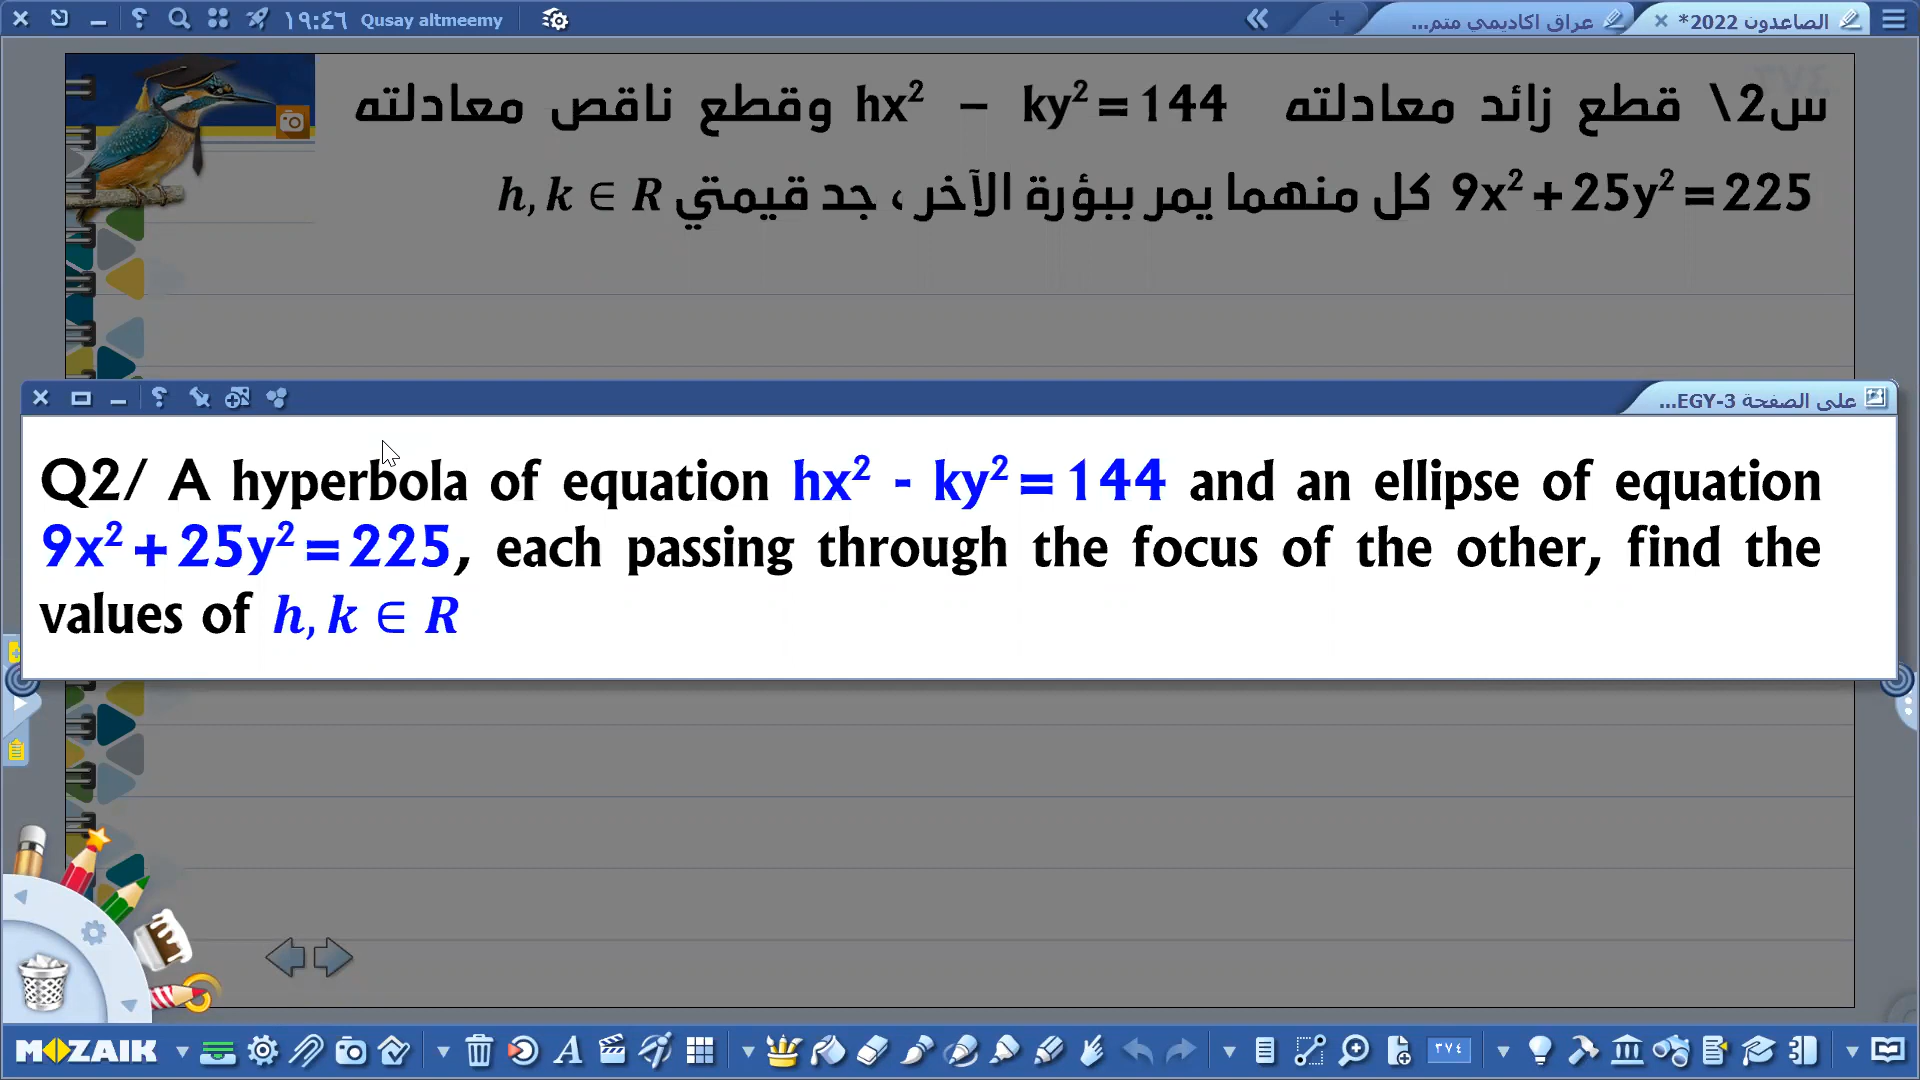 ١٩:٤٦ Qusay altmeemy
عراق اكاديمي متم...
الصاعدون 2022*
س2\ قطع زائد معادلته hx² – ky² = 144 وقطع ناقص معادلته
9x² + 25y² = 225 كل منهما يمر ببؤرة الآخر ، جد قيمتي h, k ∈ R
على الصفحة EGY-3...
Q2/ A hyperbola of equation hx² - ky² = 144 and an ellipse of equation
9x² + 25y² = 225, each passing through the focus of the other, find the
values of h, k ∈ R
MOZAIK
٣٧٤